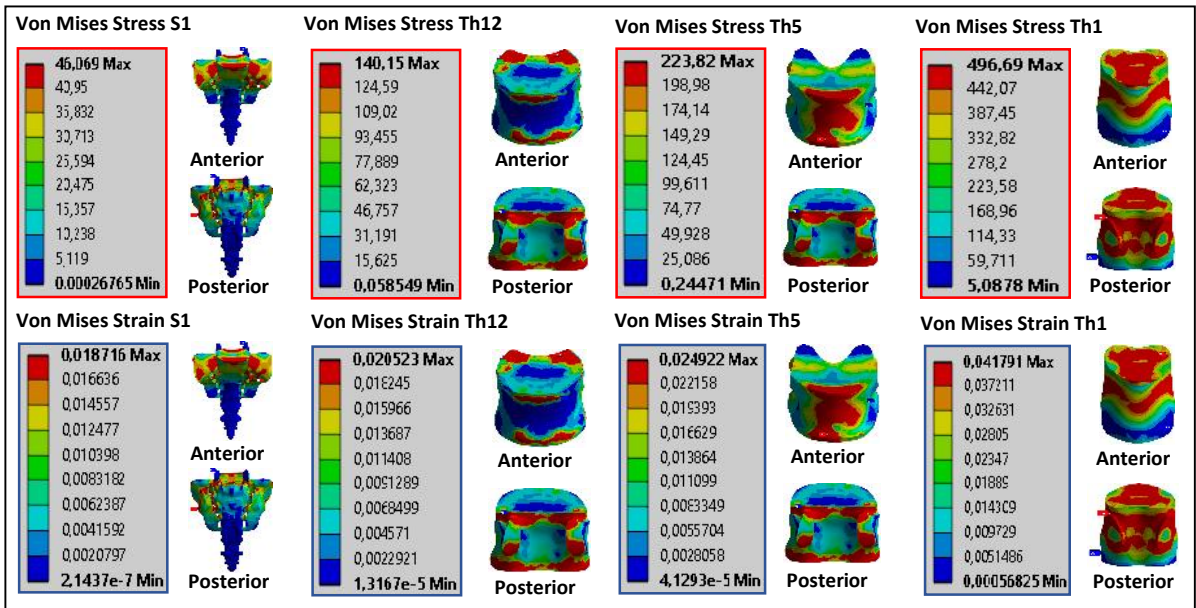 Von Mises Stress S1
46,069 Max
40,95
35,832
30,713
25,594
20,475
15,357
10,238
5,119
0.00026765 Min
Anterior
Posterior
Von Mises Stress Th12
140,15 Max
124,59
109,02
93,455
77,889
62,323
46,757
31,191
15,625
0,058549 Min
Anterior
Posterior
Von Mises Stress Th5
223,82 Max
198,98
174,14
149,29
124,45
99,611
74,77
49,928
25,086
0,24471 Min
Anterior
Posterior
Von Mises Stress Th1
496,69 Max
442,07
387,45
332,82
278,2
223,58
168,96
114,33
59,711
5,0878 Min
Anterior
Posterior
Von Mises Strain S1
0,018716 Max
0,016636
0,014557
0,012477
0,010398
0,0083182
0,0062387
0,0041592
0,0020797
2,1437e-7 Min
Anterior
Posterior
Von Mises Strain Th12
0,020523 Max
0,018245
0,015966
0,013687
0,011408
0,0091289
0,0068499
0,004571
0,0022921
1,3167e-5 Min
Anterior
Posterior
Von Mises Strain Th5
0,024922 Max
0,022158
0,019393
0,016629
0,013864
0,011099
0,0083349
0,0055704
0,0028058
4,1293e-5 Min
Anterior
Posterior
Von Mises Strain Th1
0,041791 Max
0,037211
0,032631
0,02805
0,02347
0,01889
0,014309
0,009729
0,0051486
0,00056825 Min
Anterior
Posterior